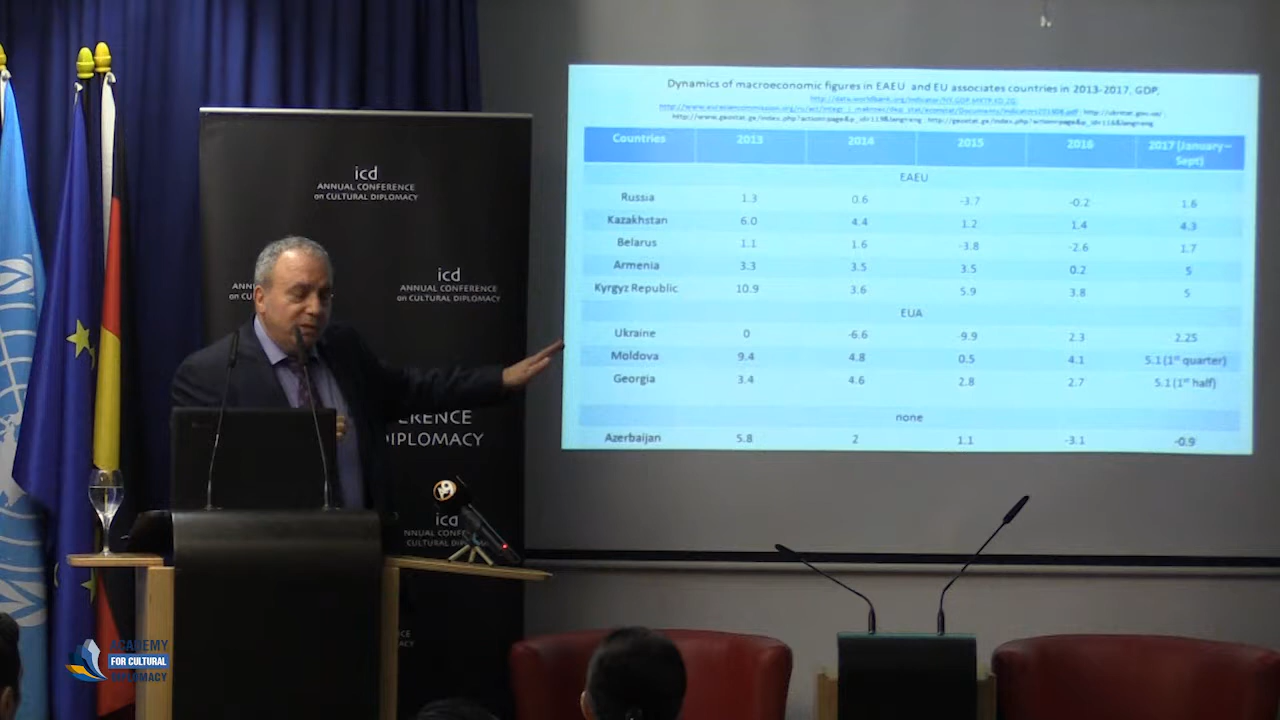 Dynamics of macroeconomic figures in EAEU and EU associates countries in 2013-2017. GDP,
Countries 2013 2014 2015 2016 2017 (January – Sept)
EAEU
Russia 1.3 0.6 -3.7 -0.2 1.6
Kazakhstan 6.0 4.4 1.2 1.4 4.3
Belarus 1.1 1.6 -3.8 -2.6 1.7
Armenia 3.3 3.5 3.5 0.2 5
Kyrgyz Republic 10.9 3.6 5.9 3.8 5
EUA
Ukraine 0 -6.6 -9.9 2.3 2.25
Moldova 9.4 4.8 0.5 4.1 5.1 (1st quarter)
Georgia 3.4 4.6 2.8 2.7 5.1 (1st half)
none
Azerbaijan 5.8 2 1.1 -3.1 -0.9
icd
ANNUAL CONFERENCE
on CULTURAL DIPLOMACY
icd
ANNUAL CONFERENCE
on CULTURAL DIPLOMACY
icd
ACADEMY
FOR CULTURAL
DIPLOMACY